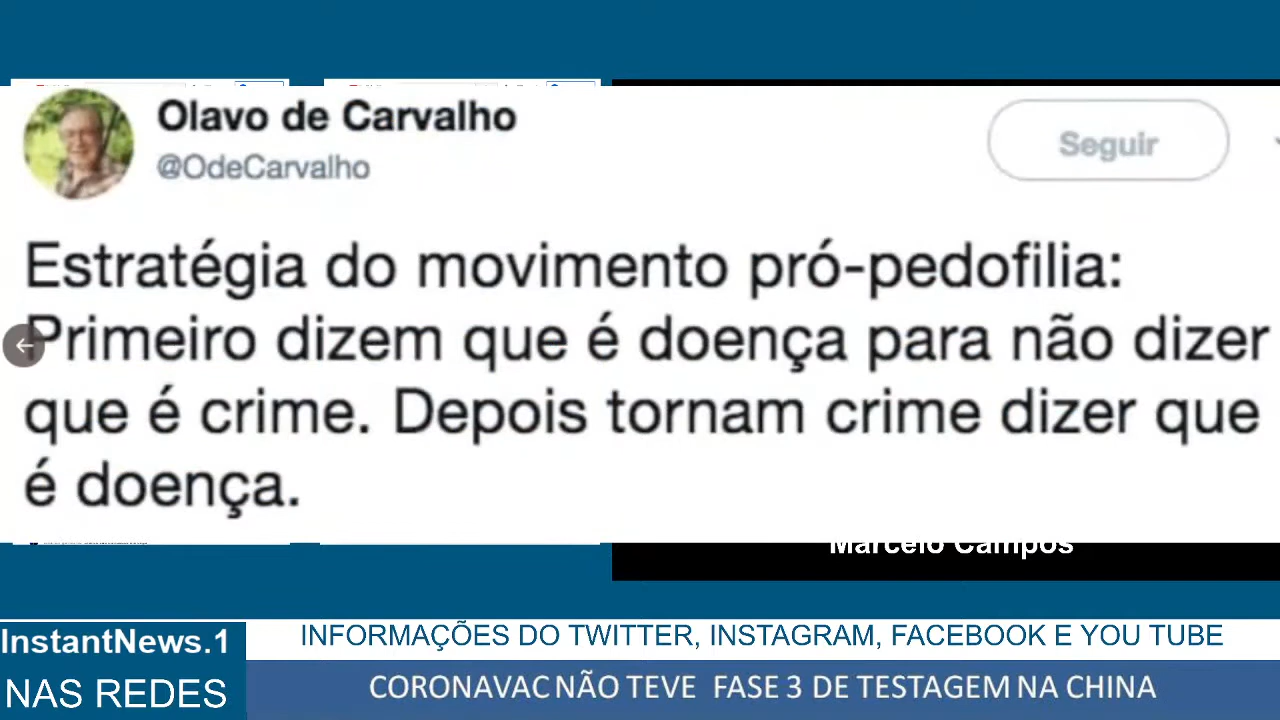 Olavo de Carvalho
@OdeCarvalho
Seguir
Estratégia do movimento pró-pedofilia:
Primeiro dizem que é doença para não dizer
que é crime. Depois tornam crime dizer que
é doença.
Marcelo Campos
InstantNews.1
NAS REDES
INFORMAÇÕES DO TWITTER, INSTAGRAM, FACEBOOK E YOU TUBE
CORONAVAC NÃO TEVE FASE 3 DE TESTAGEM NA CHINA